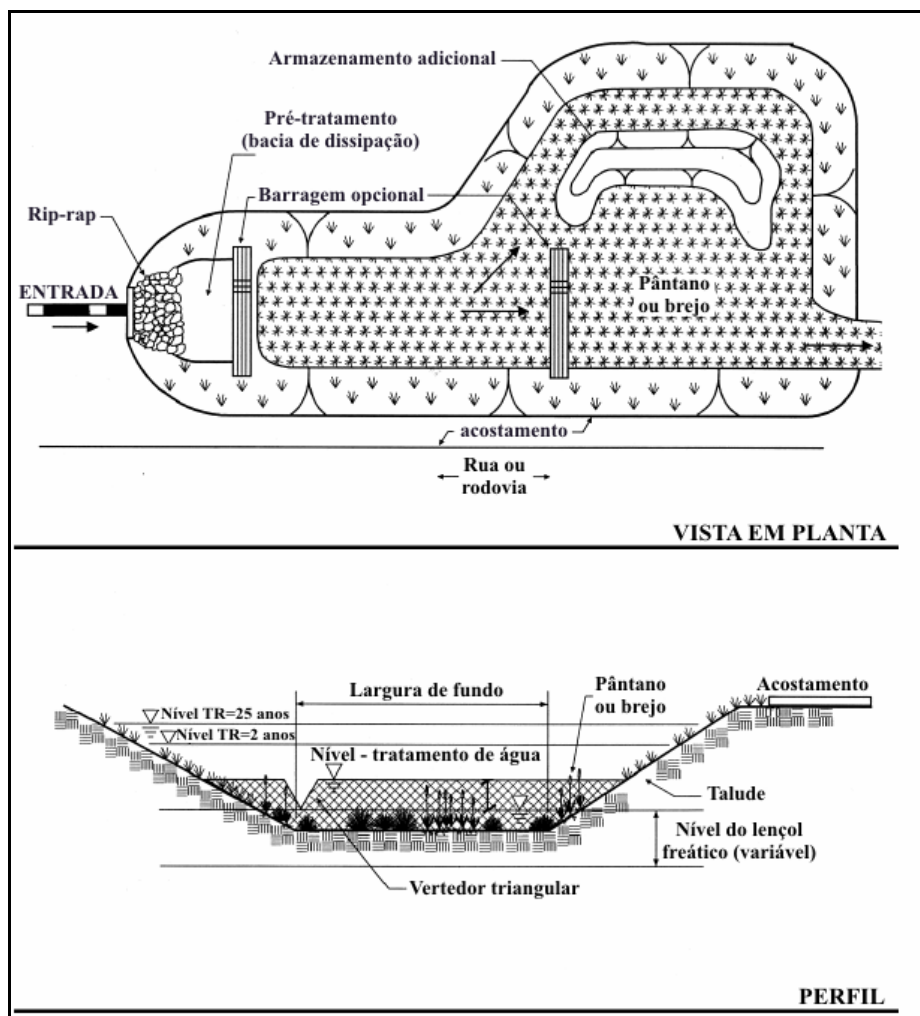 Armazenamento adicional
Pré-tratamento
(bacia de dissipação)
Barragem opcional
Rip-rap
ENTRADA
Pântano
ou brejo
acostamento
Rua ou
rodovia
VISTA EM PLANTA
Largura de fundo
Pântano
ou brejo
Acostamento
Nível TR=25 anos
Nível TR=2 anos
Nível - tratamento de água
Talude
Nível do lençol
freático (variável)
Vertedor triangular
PERFIL